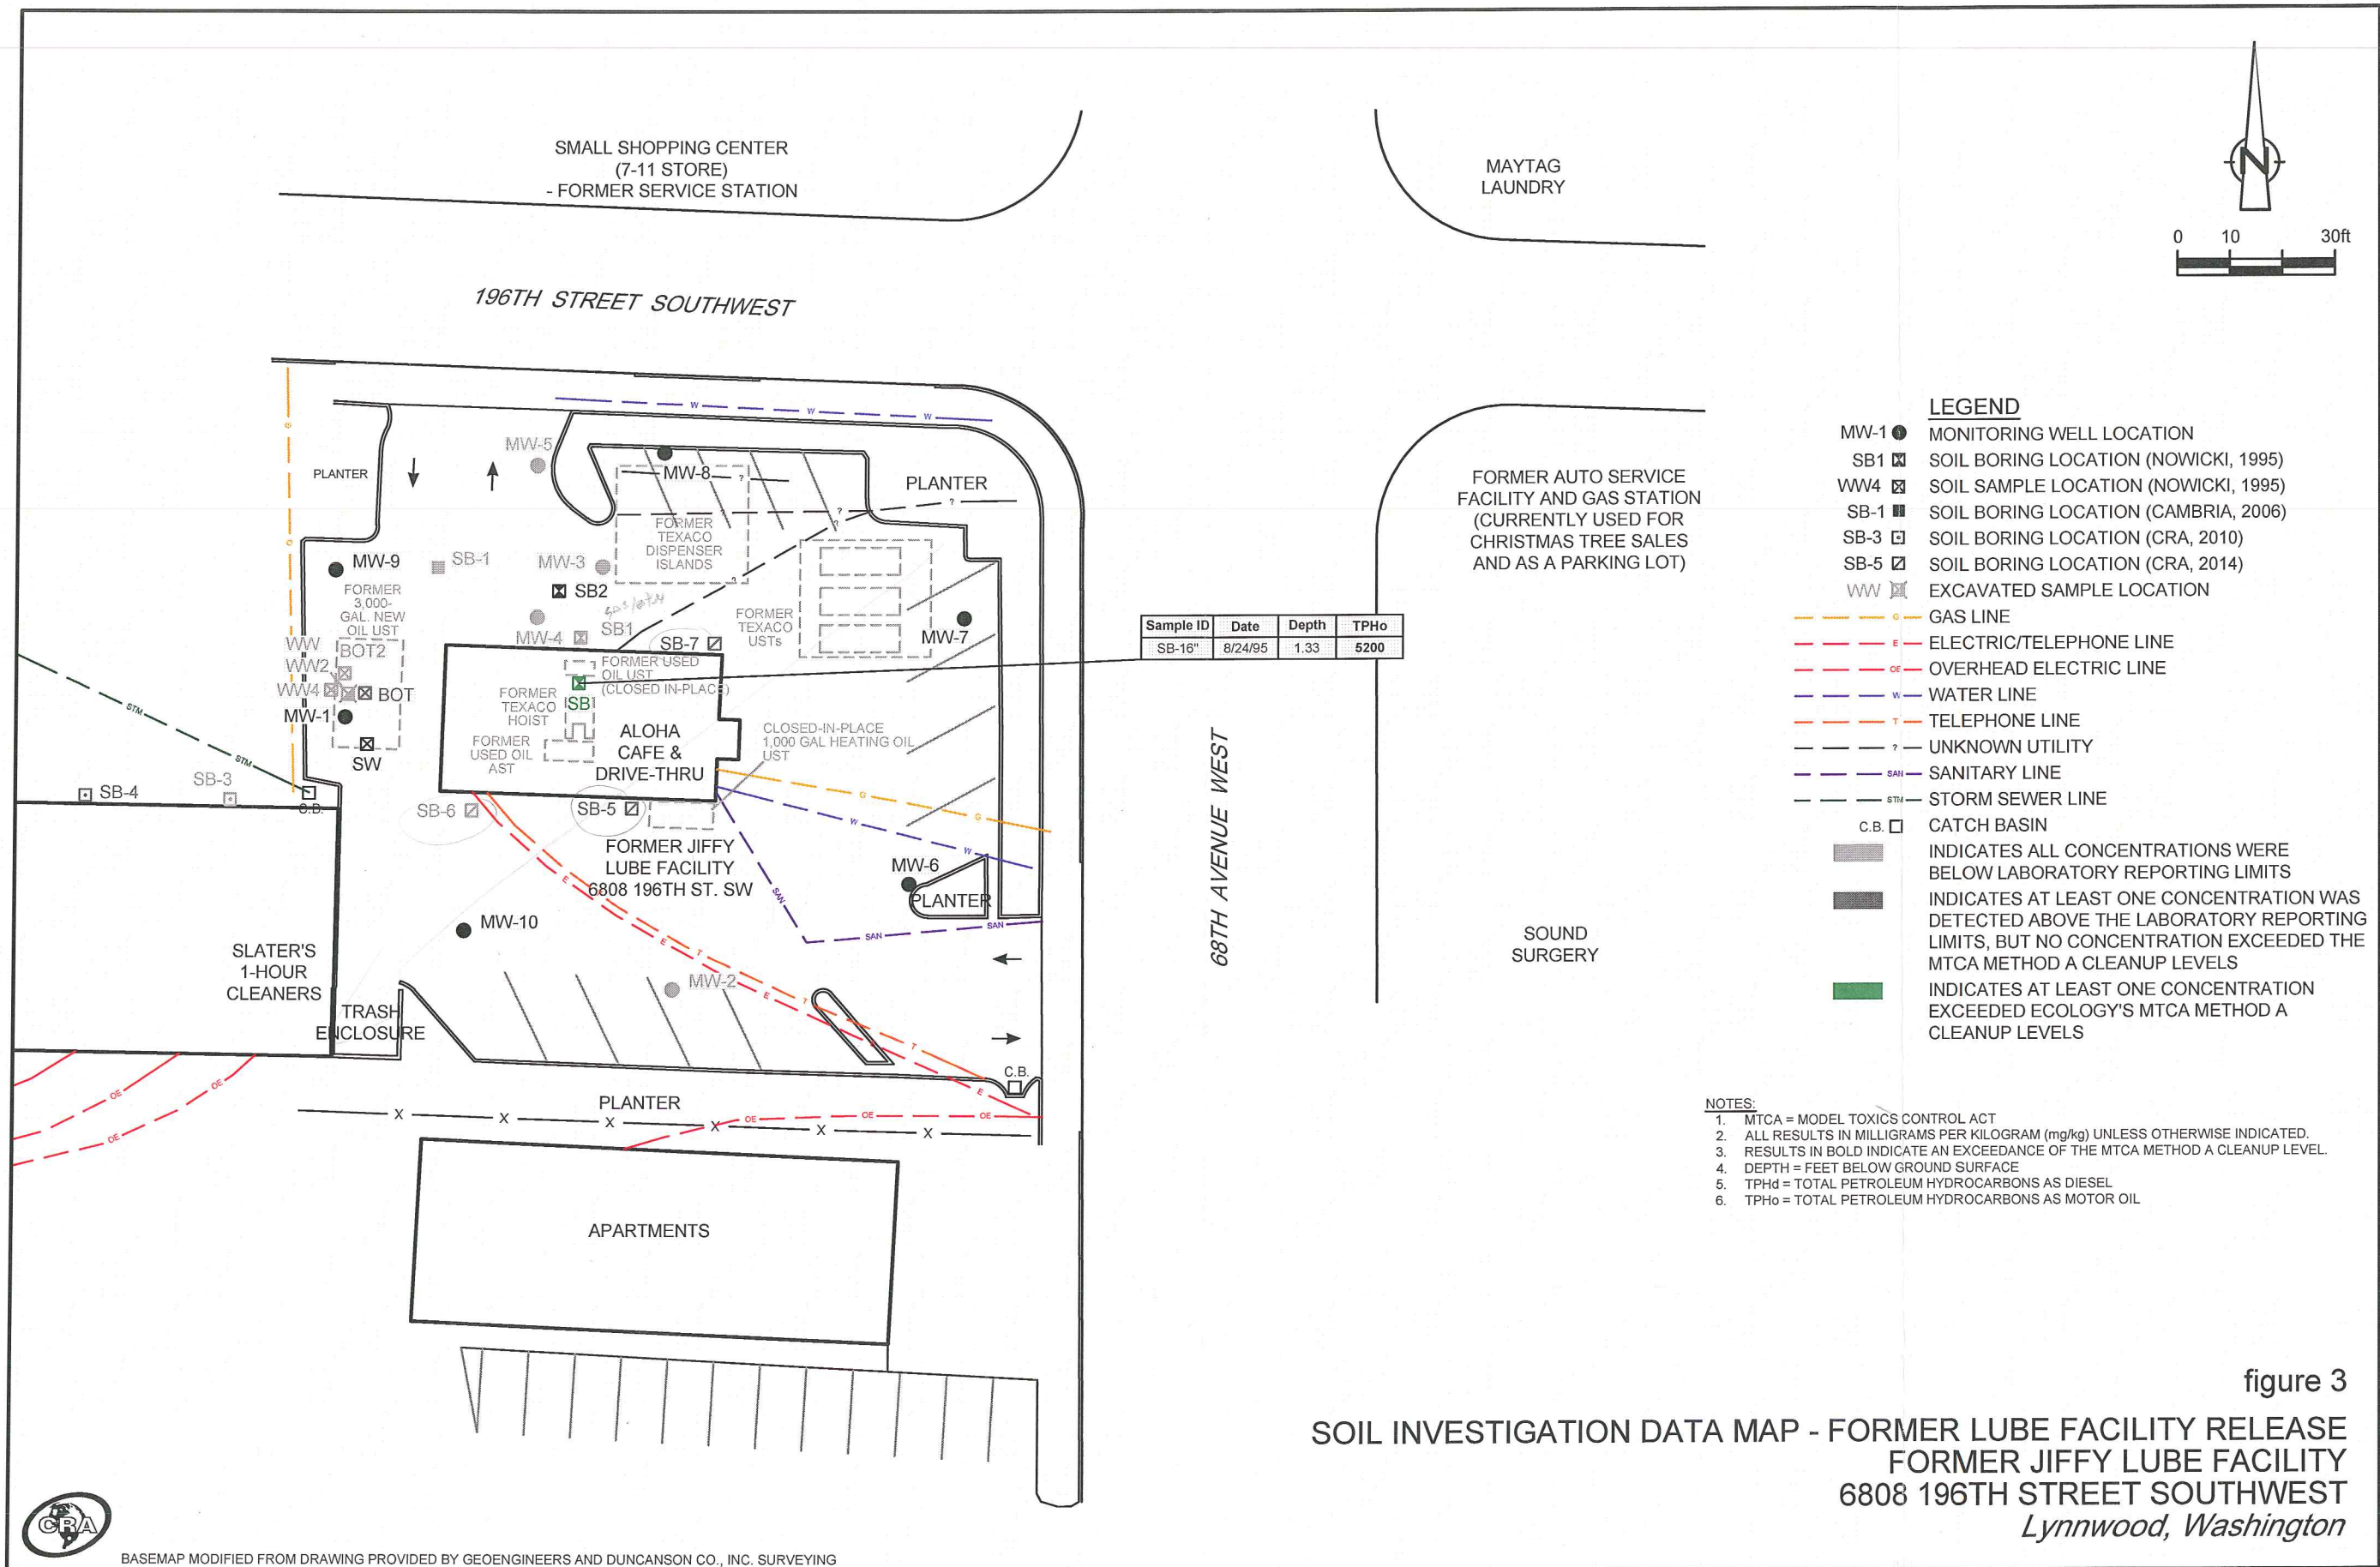 SMALL SHOPPING CENTER
(7-11 STORE)
- FORMER SERVICE STATION
MAYTAG
LAUNDRY
N
0 10 30ft
196TH STREET SOUTHWEST
G
W W W
MW-5
PLANTER
MW-8
?
PLANTER
?
FORMER
TEXACO
DISPENSER
ISLANDS
?
?
?
?
MW-9
SB-1
MW-3
SB2
FORMER
3,000-
GAL. NEW
OIL UST
G
MW-4
SB1
SB-7
FORMER
TEXACO
USTs
MW-7
WW
BOT2
WW2
WW4
BOT
MW-1
SW
FORMER USED
OIL UST
(CLOSED IN-PLACE)
FORMER
TEXACO
HOIST
SB
FORMER
USED OIL
AST
ALOHA
CAFE &
DRIVE-THRU
CLOSED-IN-PLACE
1,000 GAL HEATING OIL
UST
STM
STM
SB-4
SB-3
C.B.
SB-6
SB-5
G
W
FORMER JIFFY
LUBE FACILITY
6808 196TH ST. SW
MW-6
PLANTER
SAN
SAN
SAN
E
E
T
E
T
T
E
MW-10
MW-2
SLATER'S
1-HOUR
CLEANERS
TRASH
ENCLOSURE
C.B.
OE
OE
PLANTER
OE OE OE
X X X X X X
APARTMENTS
68TH AVENUE WEST
FORMER AUTO SERVICE
FACILITY AND GAS STATION
(CURRENTLY USED FOR
CHRISTMAS TREE SALES
AND AS A PARKING LOT)
Sample ID Date Depth TPHo
SB-16" 8/24/95 1.33 5200
SOUND
SURGERY
LEGEND
MW-1 MONITORING WELL LOCATION
SB1 SOIL BORING LOCATION (NOWICKI, 1995)
WW4 SOIL SAMPLE LOCATION (NOWICKI, 1995)
SB-1 SOIL BORING LOCATION (CAMBRIA, 2006)
SB-3 SOIL BORING LOCATION (CRA, 2010)
SB-5 SOIL BORING LOCATION (CRA, 2014)
WW EXCAVATED SAMPLE LOCATION
G GAS LINE
E ELECTRIC/TELEPHONE LINE
OE OVERHEAD ELECTRIC LINE
W WATER LINE
T TELEPHONE LINE
? UNKNOWN UTILITY
SAN SANITARY LINE
STM STORM SEWER LINE
C.B. CATCH BASIN
INDICATES ALL CONCENTRATIONS WERE
BELOW LABORATORY REPORTING LIMITS
INDICATES AT LEAST ONE CONCENTRATION WAS
DETECTED ABOVE THE LABORATORY REPORTING
LIMITS, BUT NO CONCENTRATION EXCEEDED THE
MTCA METHOD A CLEANUP LEVELS
INDICATES AT LEAST ONE CONCENTRATION
EXCEEDED ECOLOGY'S MTCA METHOD A
CLEANUP LEVELS
NOTES:
1. MTCA = MODEL TOXICS CONTROL ACT
2. ALL RESULTS IN MILLIGRAMS PER KILOGRAM (mg/kg) UNLESS OTHERWISE INDICATED.
3. RESULTS IN BOLD INDICATE AN EXCEEDANCE OF THE MTCA METHOD A CLEANUP LEVEL.
4. DEPTH = FEET BELOW GROUND SURFACE
5. TPHd = TOTAL PETROLEUM HYDROCARBONS AS DIESEL
6. TPHo = TOTAL PETROLEUM HYDROCARBONS AS MOTOR OIL
figure 3
SOIL INVESTIGATION DATA MAP - FORMER LUBE FACILITY RELEASE
FORMER JIFFY LUBE FACILITY
6808 196TH STREET SOUTHWEST
Lynnwood, Washington
CRA
BASEMAP MODIFIED FROM DRAWING PROVIDED BY GEOENGINEERS AND DUNCANSON CO., INC. SURVEYING